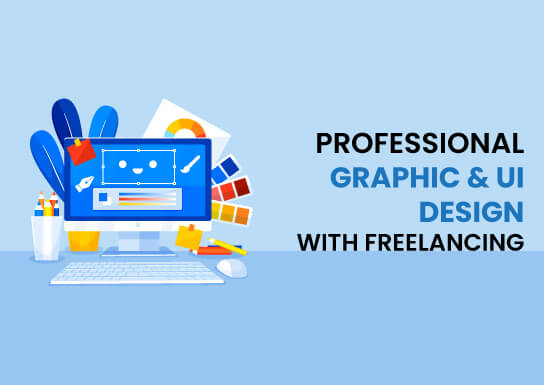 PROFESSIONAL
GRAPHIC & UI
DESIGN
WITH FREELANCING